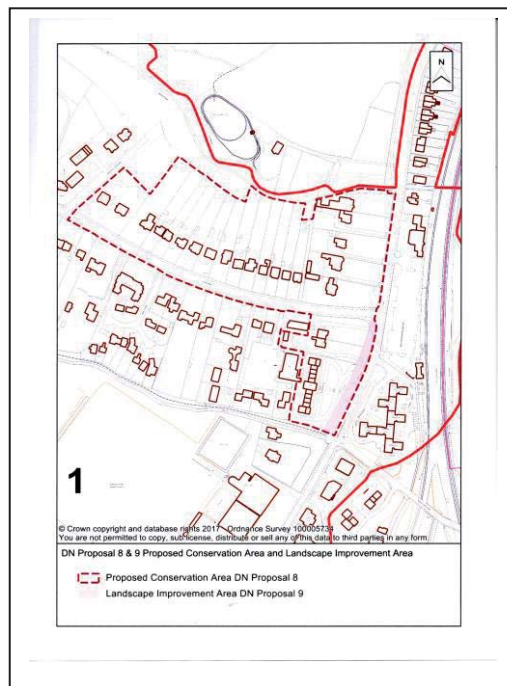 N
1
© Crown copyright and database rights 2017 Ordnance Survey 100005734
You are not permitted to copy, sub-license, distribute or sell any of this data to third parties in any form.
DN Proposal 8 & 9 Proposed Conservation Area and Landscape Improvement Area
Proposed Conservation Area DN Proposal 8
Landscape Improvement Area DN Proposal 9